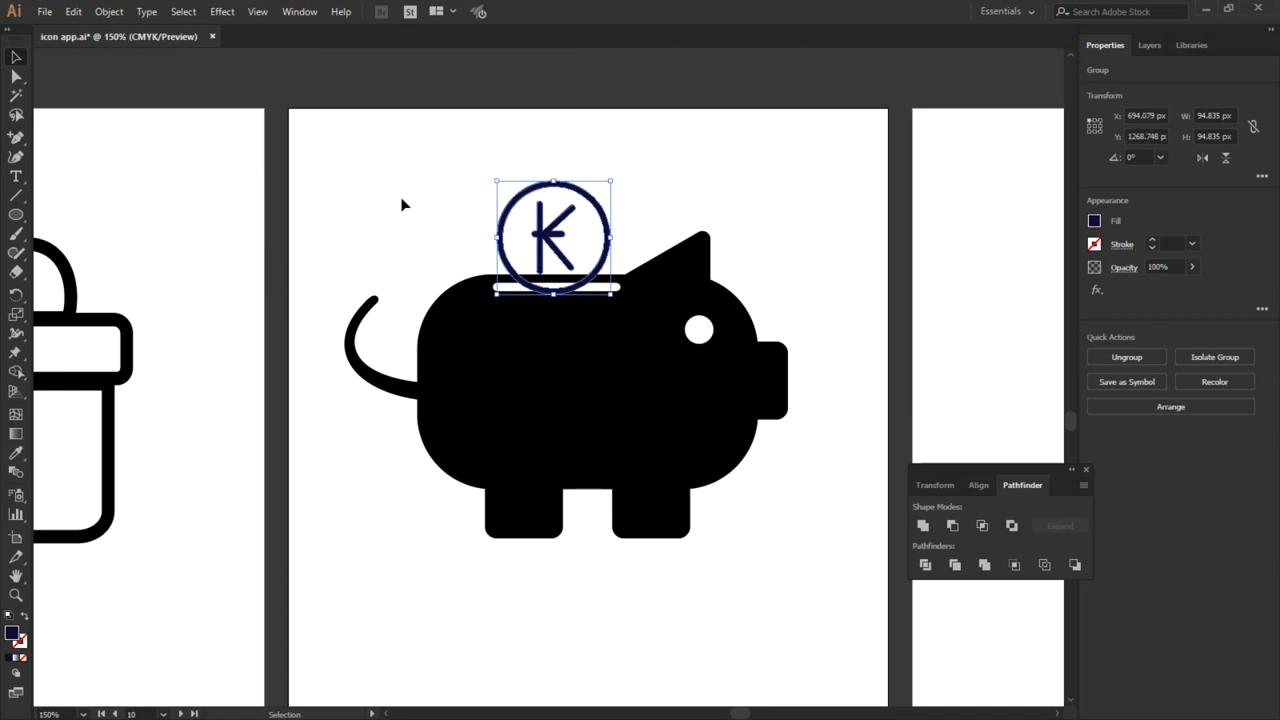 Ai File Edit Object Type Select Effect View Window Help Br St Essentials Search Adobe Stock
icon app.ai* @ 150% (CMYK/Preview) ×
Properties Layers Libraries
Group
Transform
X: 694.079 px W: 94.835 px
Y: 1268.748 px H: 94.835 px
0°
Appearance
Fill
Stroke
Opacity 100%
fx.
Quick Actions
Ungroup Isolate Group
Save as Symbol Recolor
Arrange
Transform Align Pathfinder
Shape Modes:
Expand
Pathfinders:
150% 10 Selection